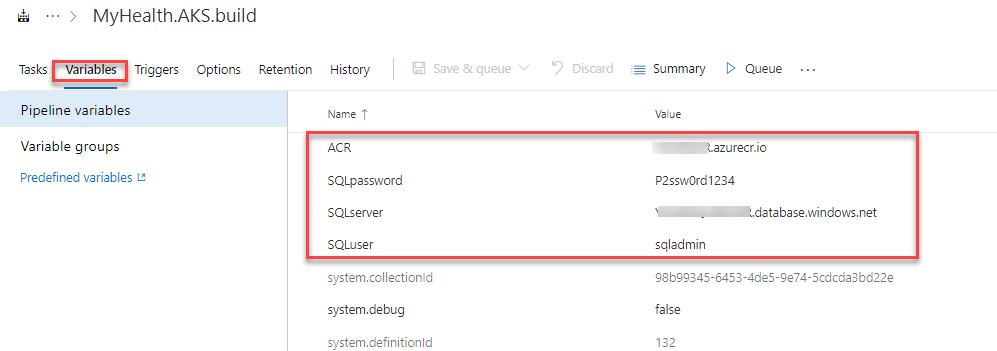 ··· > MyHealth.AKS.build
Tasks Variables Triggers Options Retention History Save & queue Discard Summary Queue ···
Pipeline variables
Variable groups
Predefined variables
Name ↑ Value
ACR .azurecr.io
SQLpassword P2ssw0rd1234
SQLserver .database.windows.net
SQLuser sqladmin
system.collectionId 98b99345-6453-4de5-9e74-5cdcda3bd22e
system.debug false
system.definitionId 132